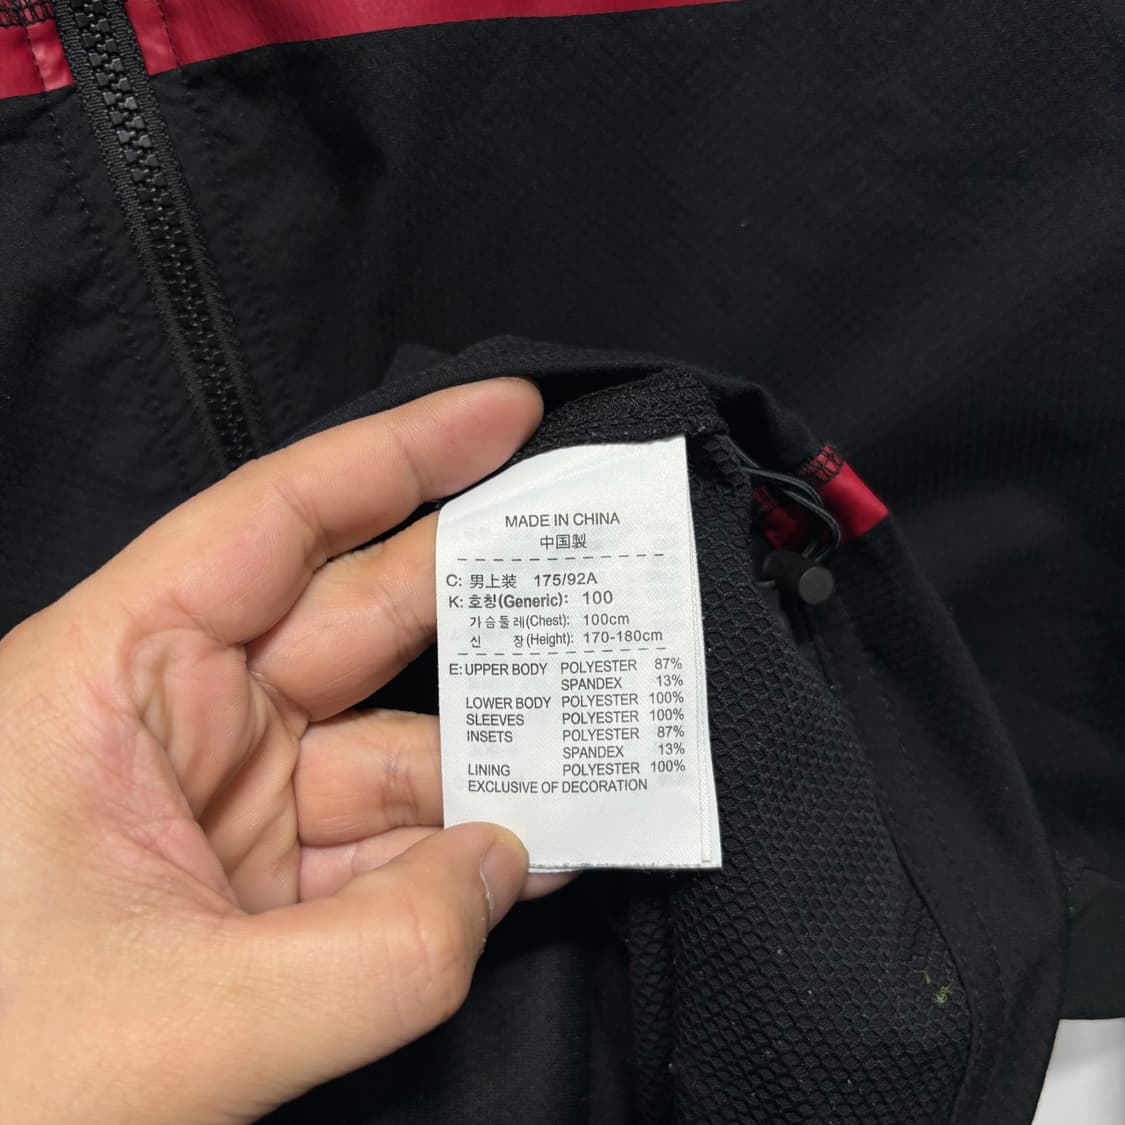 MADE IN CHINA
中国製
C: 男上装 175/92A
K: 호칭(Generic): 100
가슴둘레(Chest): 100cm
신 장(Height): 170-180cm
E: UPPER BODY POLYESTER 87%
SPANDEX 13%
LOWER BODY POLYESTER 100%
SLEEVES POLYESTER 100%
INSETS POLYESTER 87%
SPANDEX 13%
LINING POLYESTER 100%
EXCLUSIVE OF DECORATION